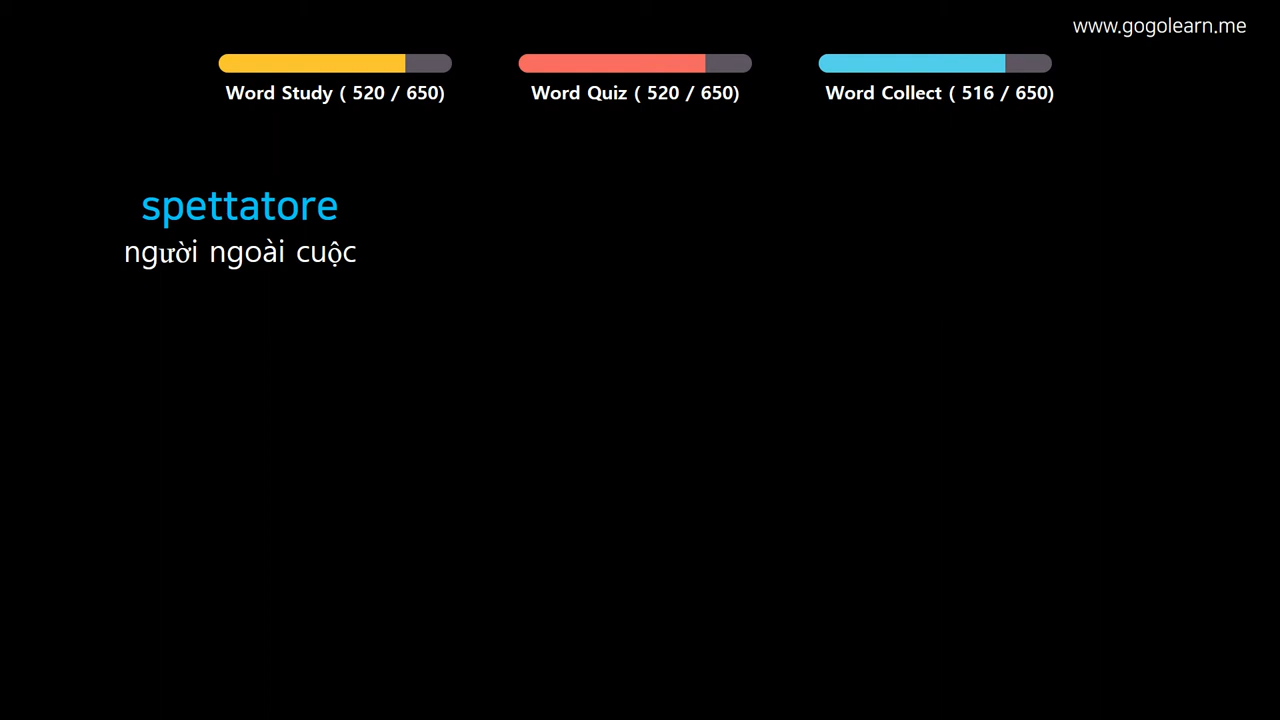 www.gogolearn.me
Word Study ( 520 / 650)
Word Quiz ( 520 / 650)
Word Collect ( 516 / 650)
spettatore
người ngoài cuộc